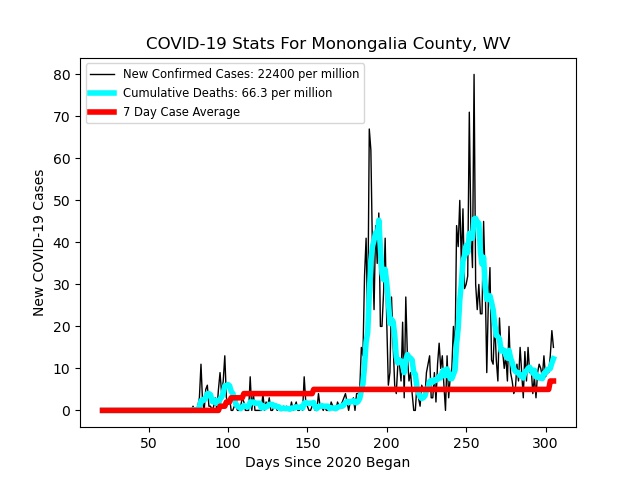 COVID-19 Stats For Monongalia County, WV
New Confirmed Cases: 22400 per million
Cumulative Deaths: 66.3 per million
7 Day Case Average
New COVID-19 Cases
80
70
60
50
40
30
20
10
0
50
100
150
200
250
300
Days Since 2020 Began